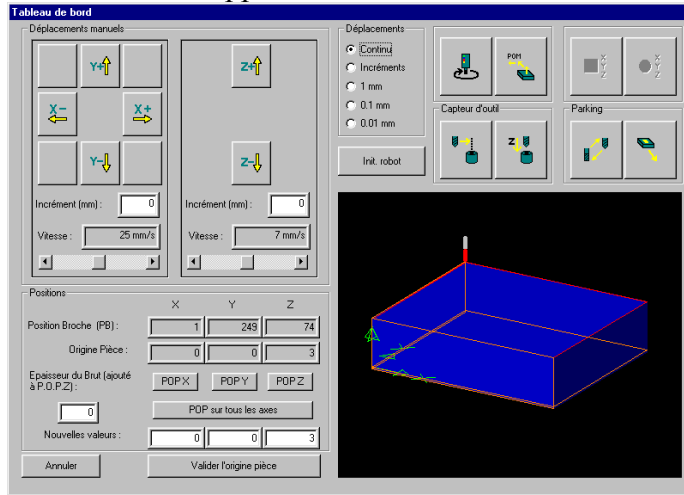 Tableau de bord
Déplacements manuels
Y+
X-
X+
Y-
Incrément (mm) :
0
Vitesse :
25 mm/s
Z+
Z-
Incrément (mm) :
0
Vitesse :
7 mm/s
Déplacements
Continu
Incréments
1 mm
0.1 mm
0.01 mm
Init. robot
POM
X
Y
Z
X
Y
Z
Capteur d'outil
Z
Parking
Positions
X Y Z
Position Broche (PB) : 1 249 74
Origine Pièce : 0 0 3
Epaisseur du Brut (ajouté
à P.O.P.Z) :
POP X POP Y POP Z
0
POP sur tous les axes
Nouvelles valeurs : 0 0 3
Annuler
Valider l'origine pièce